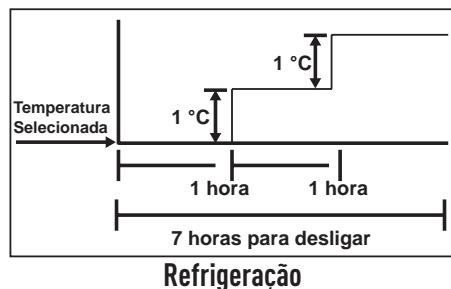 1 °C
1 °C
Temperatura
Selecionada
1 hora
1 hora
7 horas para desligar
Refrigeração